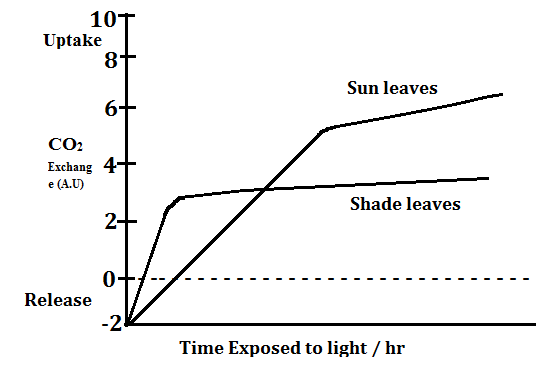 10
Uptake
8
Sun leaves
6
CO₂
Exchang
e (A.U)
4
Shade leaves
2
0
Release
-2
Time Exposed to light / hr